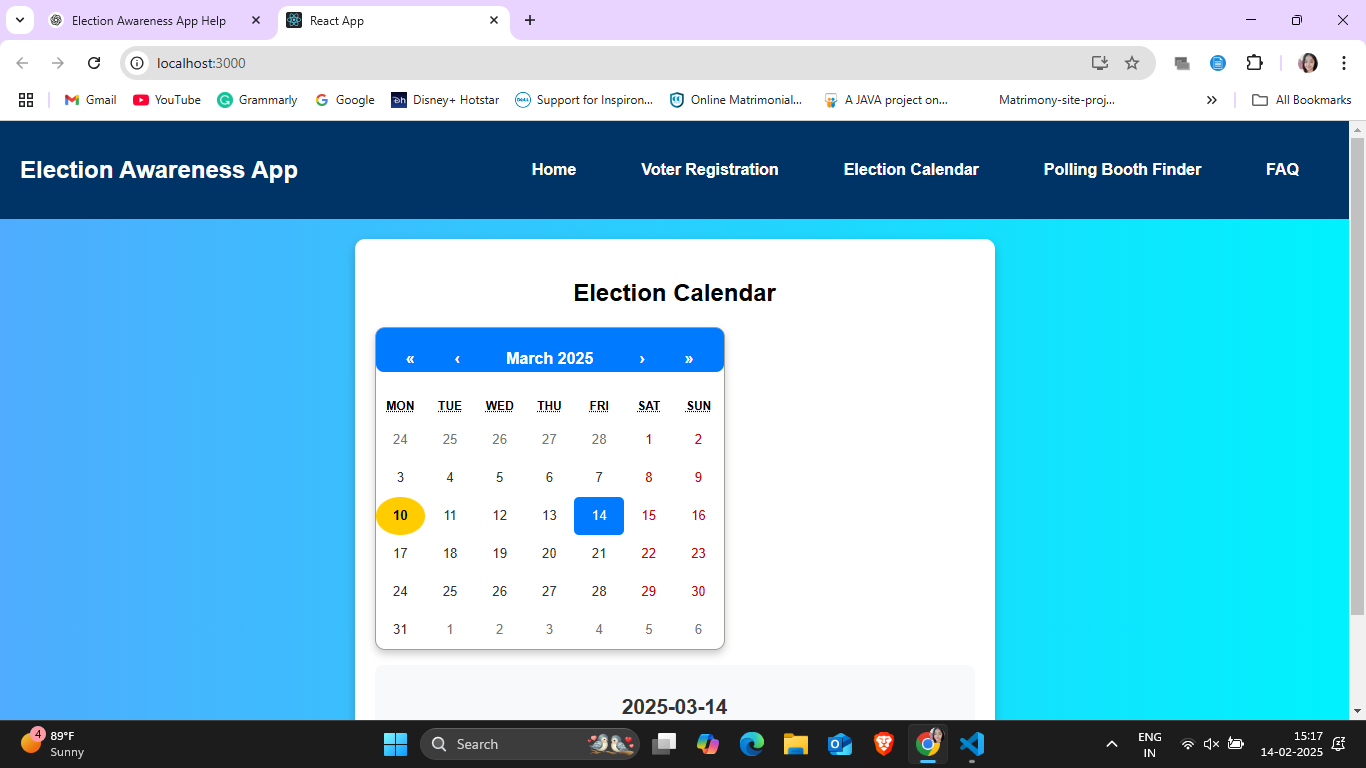 Election Awareness App Help
React App
localhost:3000
Gmail
YouTube
Grammarly
Google
Disney+ Hotstar
Support for Inspiron...
Online Matrimonial...
A JAVA project on...
Matrimony-site-proj...
»
All Bookmarks
Election Awareness App
Home
Voter Registration
Election Calendar
Polling Booth Finder
FAQ
Election Calendar
« ‹ March 2025 › »
MON TUE WED THU FRI SAT SUN
24 25 26 27 28 1 2
3 4 5 6 7 8 9
10 11 12 13 14 15 16
17 18 19 20 21 22 23
24 25 26 27 28 29 30
31 1 2 3 4 5 6
2025-03-14
4
89°F
Sunny
Search
ENG
IN
15:17
14-02-2025